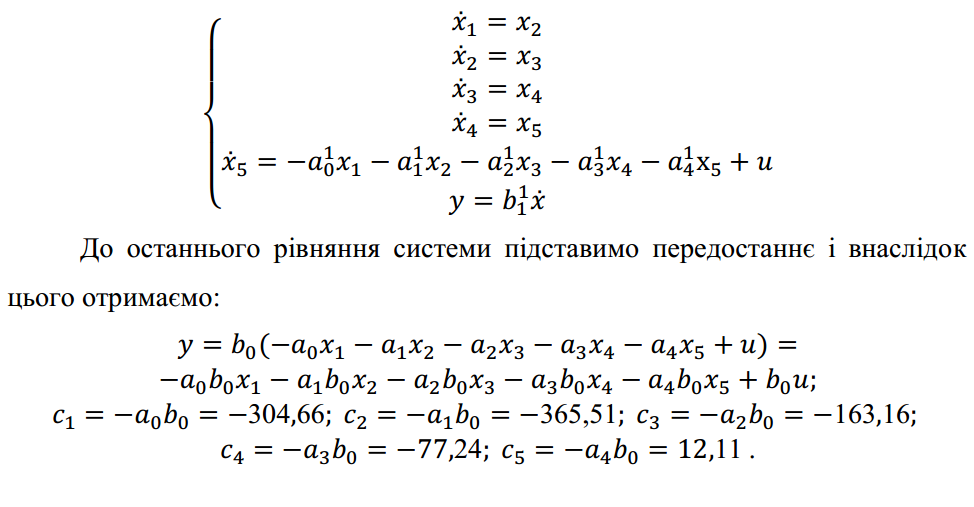 ẋ₁ = x₂
ẋ₂ = x₃
ẋ₃ = x₄
ẋ₄ = x₅
ẋ₅ = −a₀¹x₁ − a₁¹x₂ − a₂¹x₃ − a₃¹x₄ − a₄¹x₅ + u
y = b₁¹ẋ
До останнього рівняння системи підставимо передостаннє і внаслідок
цього отримаємо:
y = b₀(−a₀x₁ − a₁x₂ − a₂x₃ − a₃x₄ − a₄x₅ + u) =
−a₀b₀x₁ − a₁b₀x₂ − a₂b₀x₃ − a₃b₀x₄ − a₄b₀x₅ + b₀u;
c₁ = −a₀b₀ = −304,66; c₂ = −a₁b₀ = −365,51; c₃ = −a₂b₀ = −163,16;
c₄ = −a₃b₀ = −77,24; c₅ = −a₄b₀ = 12,11 .